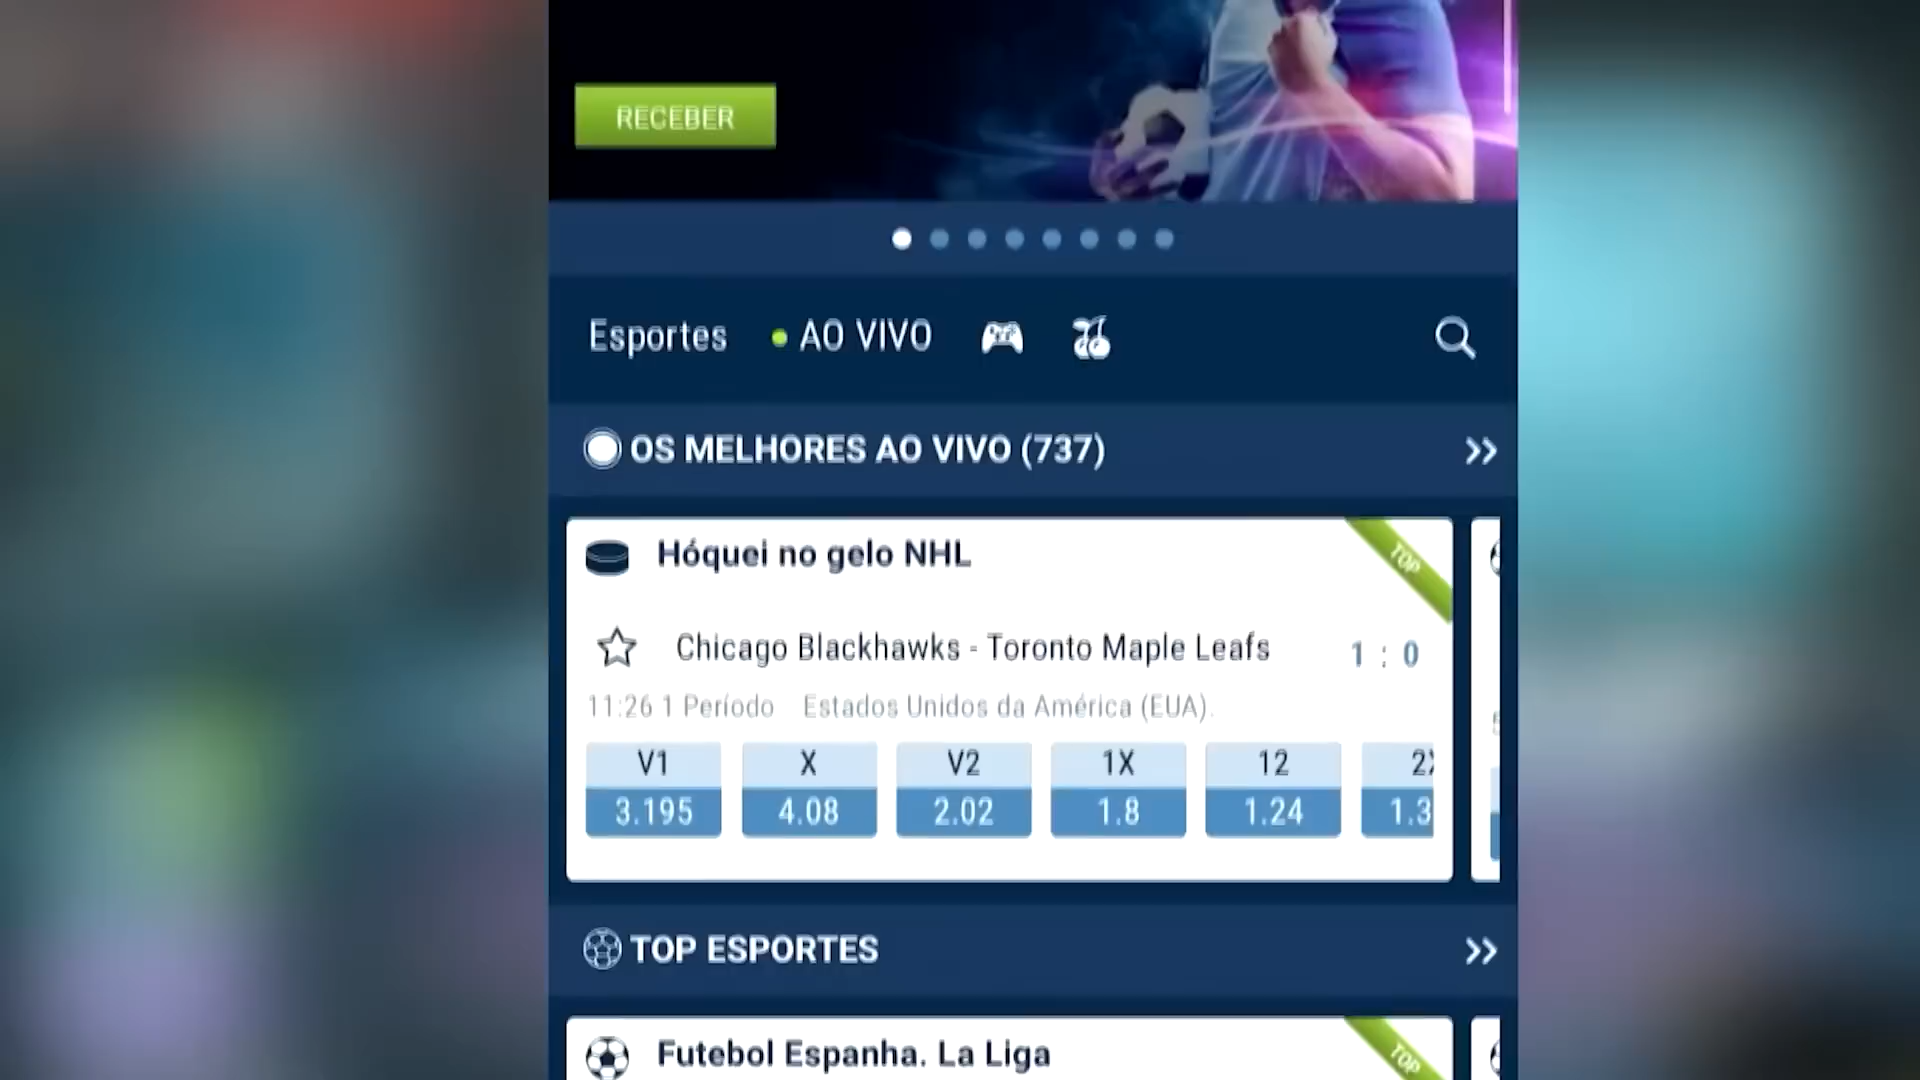 RECEBER
Esportes AO VIVO
OS MELHORES AO VIVO (737)
Hóquei no gelo NHL
TOP
Chicago Blackhawks - Toronto Maple Leafs 1 : 0
11:26 1 Período Estados Unidos da América (EUA).
V1 X V2 1X 12
3.195 4.08 2.02 1.8 1.24 1.3
TOP ESPORTES
Futebol Espanha. La Liga
TOP